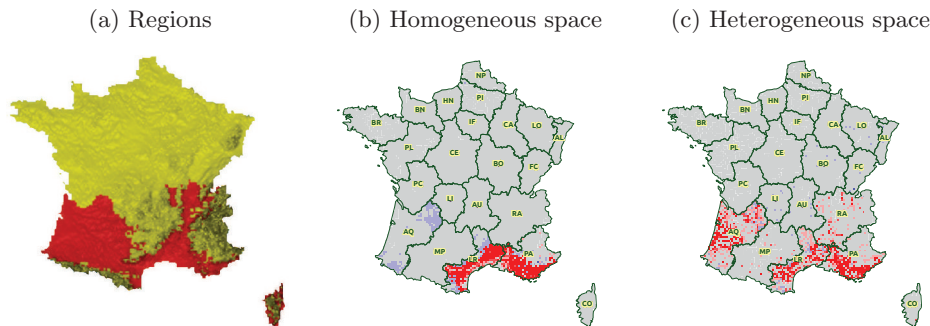 (a) Regions
(b) Homogeneous space
(c) Heterogeneous space
NP
HN
PI
BN
BR
IF
CA
LO
AL
PL
CE
BO
FC
PC
LI
AU
RA
AQ
MP
LR
PA
CO
NP
HN
PI
BN
BR
IF
CA
LO
AL
PL
CE
BO
FC
PC
LI
AU
RA
AQ
MP
LR
PA
CO